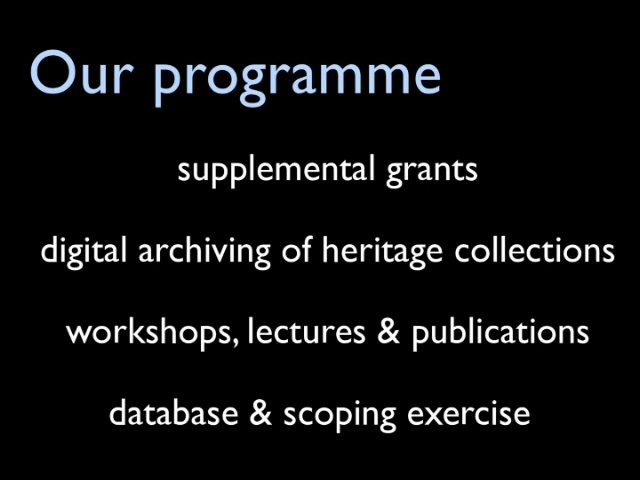 Our programme
supplemental grants
digital archiving of heritage collections
workshops, lectures & publications
database & scoping exercise